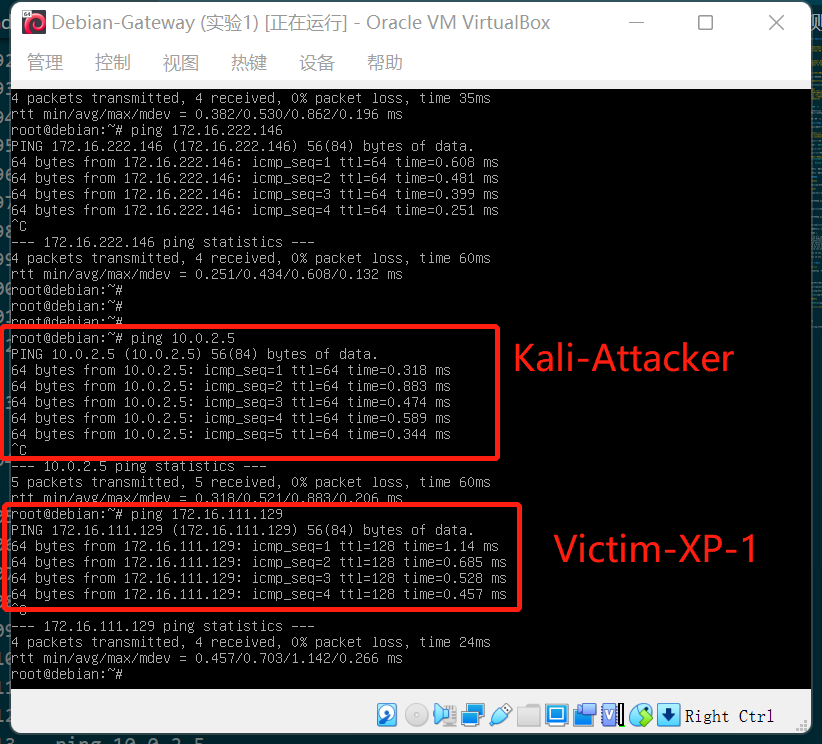 Debian-Gateway (实验1) [正在运行] - Oracle VM VirtualBox
管理 控制 视图 热键 设备 帮助
4 packets transmitted, 4 received, 0% packet loss, time 35ms
rtt min/avg/max/mdev = 0.382/0.530/0.862/0.196 ms
root@debian:~# ping 172.16.222.146
PING 172.16.222.146 (172.16.222.146) 56(84) bytes of data.
64 bytes from 172.16.222.146: icmp_seq=1 ttl=64 time=0.608 ms
64 bytes from 172.16.222.146: icmp_seq=2 ttl=64 time=0.481 ms
64 bytes from 172.16.222.146: icmp_seq=3 ttl=64 time=0.399 ms
64 bytes from 172.16.222.146: icmp_seq=4 ttl=64 time=0.251 ms
^C
--- 172.16.222.146 ping statistics ---
4 packets transmitted, 4 received, 0% packet loss, time 60ms
rtt min/avg/max/mdev = 0.251/0.434/0.608/0.132 ms
root@debian:~#
root@debian:~#
root@debian:~#
root@debian:~# ping 10.0.2.5
PING 10.0.2.5 (10.0.2.5) 56(84) bytes of data.
Kali-Attacker
64 bytes from 10.0.2.5: icmp_seq=1 ttl=64 time=0.318 ms
64 bytes from 10.0.2.5: icmp_seq=2 ttl=64 time=0.883 ms
64 bytes from 10.0.2.5: icmp_seq=3 ttl=64 time=0.474 ms
64 bytes from 10.0.2.5: icmp_seq=4 ttl=64 time=0.589 ms
64 bytes from 10.0.2.5: icmp_seq=5 ttl=64 time=0.344 ms
^C
--- 10.0.2.5 ping statistics ---
5 packets transmitted, 5 received, 0% packet loss, time 60ms
rtt min/avg/max/mdev = 0.318/0.521/0.883/0.206 ms
root@debian:~# ping 172.16.111.129
PING 172.16.111.129 (172.16.111.129) 56(84) bytes of data.
64 bytes from 172.16.111.129: icmp_seq=1 ttl=128 time=1.14 ms
Victim-XP-1
64 bytes from 172.16.111.129: icmp_seq=2 ttl=128 time=0.685 ms
64 bytes from 172.16.111.129: icmp_seq=3 ttl=128 time=0.528 ms
64 bytes from 172.16.111.129: icmp_seq=4 ttl=128 time=0.457 ms
^C
--- 172.16.111.129 ping statistics ---
4 packets transmitted, 4 received, 0% packet loss, time 24ms
rtt min/avg/max/mdev = 0.457/0.703/1.142/0.266 ms
root@debian:~#
Right Ctrl
ping 10.0.2.5